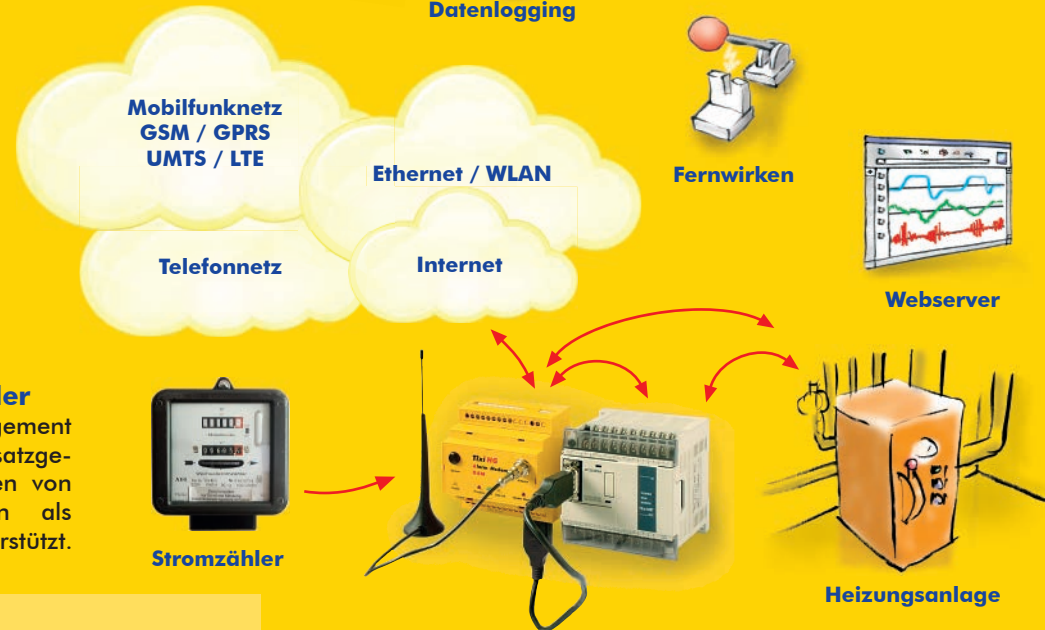 Datenlogging
Mobilfunknetz
GSM / GPRS
UMTS / LTE
Ethernet / WLAN
Telefonnetz
Internet
Fernwirken
Webserver
ler
gement
satzge-
en von
n als
rstützt.
Stromzähler
Tixi
Heizungsanlage